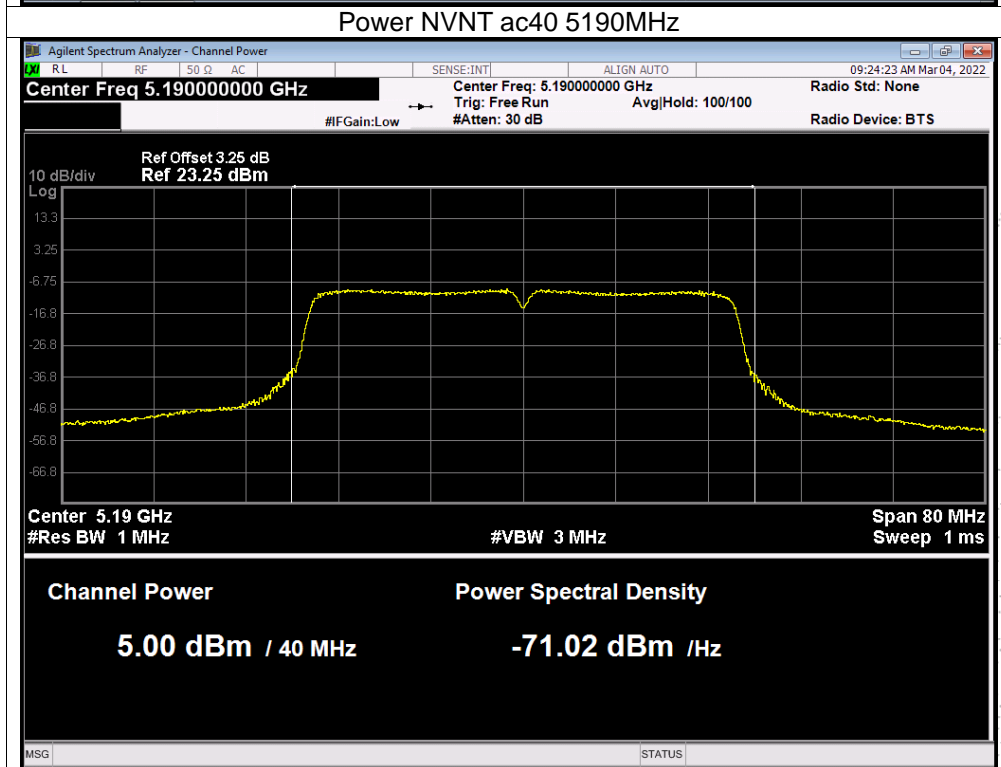 Power NVNT ac40 5190MHz
Agilent Spectrum Analyzer - Channel Power
LXI RL RF 50 Ω AC SENSE:INT ALIGN AUTO 09:24:23 AM Mar 04, 2022
Center Freq 5.190000000 GHz Center Freq: 5.190000000 GHz Radio Std: None
Trig: Free Run Avg|Hold: 100/100
#IFGain:Low #Atten: 30 dB Radio Device: BTS
Ref Offset 3.25 dB
10 dB/div Ref 23.25 dBm
Log
13.3
3.25
-6.75
-16.8
-26.8
-36.8
-46.8
-56.8
-66.8
Center 5.19 GHz Span 80 MHz
#Res BW 1 MHz #VBW 3 MHz Sweep 1 ms
Channel Power Power Spectral Density
5.00 dBm / 40 MHz -71.02 dBm /Hz
MSG STATUS